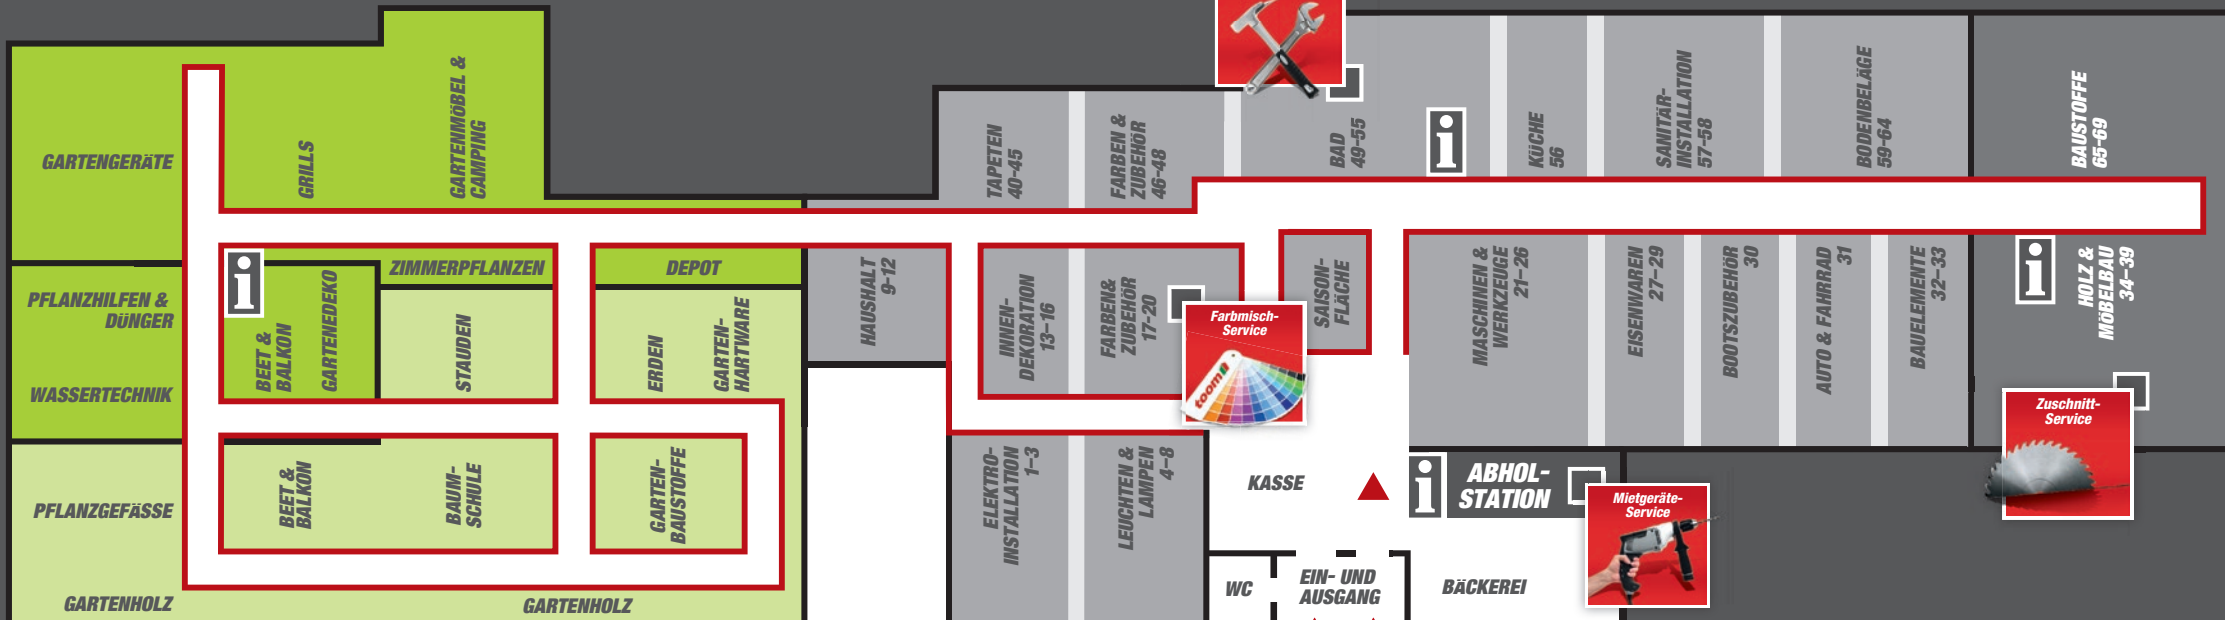 GARTENGERÄTE
GRILLS
GARTENMÖBEL &
CAMPING
TAPETEN
40–45
FARBEN &
ZUBEHÖR
46–48
BAD
49–55
i
KÜCHE
56
SANITÄR-
INSTALLATION
57–58
BODENBELÄGE
59–64
BAUSTOFFE
65–69
PFLANZHILFEN &
DÜNGER
WASSERTECHNIK
i
BEET &
BALKON
GARTENEDEKO
ZIMMERPFLANZEN
STAUDEN
DEPOT
ERDEN
GARTEN-
HARTWARE
HAUSHALT
9–12
INNEN-
DEKORATION
13–16
FARBEN&
ZUBEHÖR
17–20
Farbmisch-
Service
toom
SAISON-
FLÄCHE
MASCHINEN &
WERKZEUGE
21–26
EISENWAREN
27–29
BOOTSZUBEHÖR
30
AUTO & FAHRRAD
31
BAUELEMENTE
32–33
i
HOLZ &
MÖBELBAU
34–39
Zuschnitt-
Service
PFLANZGEFÄSSE
BEET &
BALKON
BAUM-
SCHULE
GARTEN-
BAUSTOFFE
ELEKTRO-
INSTALLATION
1–3
LEUCHTEN &
LAMPEN
4–8
KASSE
i
ABHOL-
STATION
Mietgeräte-
Service
GARTENHOLZ
GARTENHOLZ
WC
EIN- UND
AUSGANG
BÄCKEREI